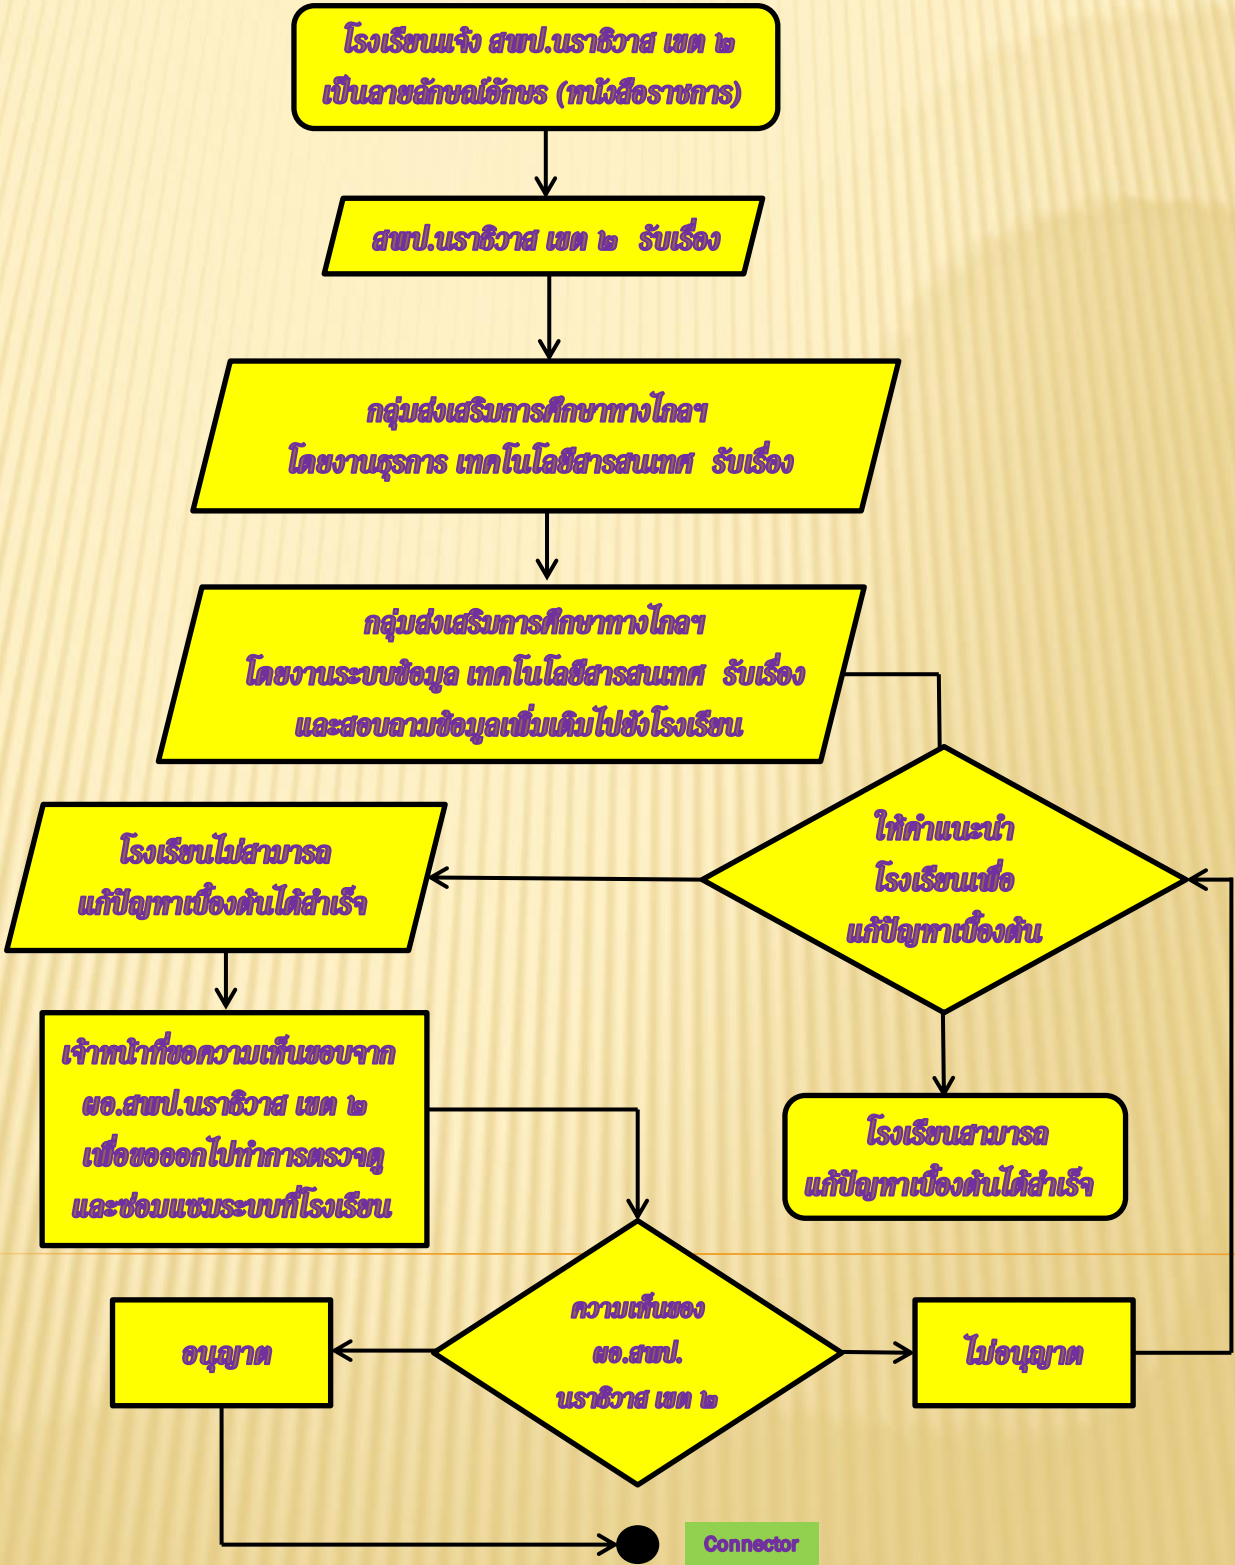 โรงเรียนแจ้ง สพป.นราธิวาส เขต ๒
เป็นลายลักษณ์อักษร (หนังสือราชการ)
สพป.นราธิวาส เขต ๒ รับเรื่อง
กลุ่มส่งเสริมการศึกษาทางไกลฯ
โดยงานธุรการ เทคโนโลยีสารสนเทศ รับเรื่อง
กลุ่มส่งเสริมการศึกษาทางไกลฯ
โดยงานระบบข้อมูล เทคโนโลยีสารสนเทศ รับเรื่อง
และสอบถามข้อมูลเพิ่มเติมไปยังโรงเรียน
ให้คำแนะนำ
โรงเรียนเพื่อ
แก้ปัญหาเบื้องต้น
โรงเรียนไม่สามารถ
แก้ปัญหาเบื้องต้นได้สำเร็จ
เจ้าหน้าที่ขอความเห็นชอบจาก
ผอ.สพป.นราธิวาส เขต ๒
เพื่อขอออกไปทำการตรวจดู
และซ่อมแซมระบบที่โรงเรียน
โรงเรียนสามารถ
แก้ปัญหาเบื้องต้นได้สำเร็จ
ความเห็นของ
ผอ.สพป.
นราธิวาส เขต ๒
อนุญาต
ไม่อนุญาต
Connector